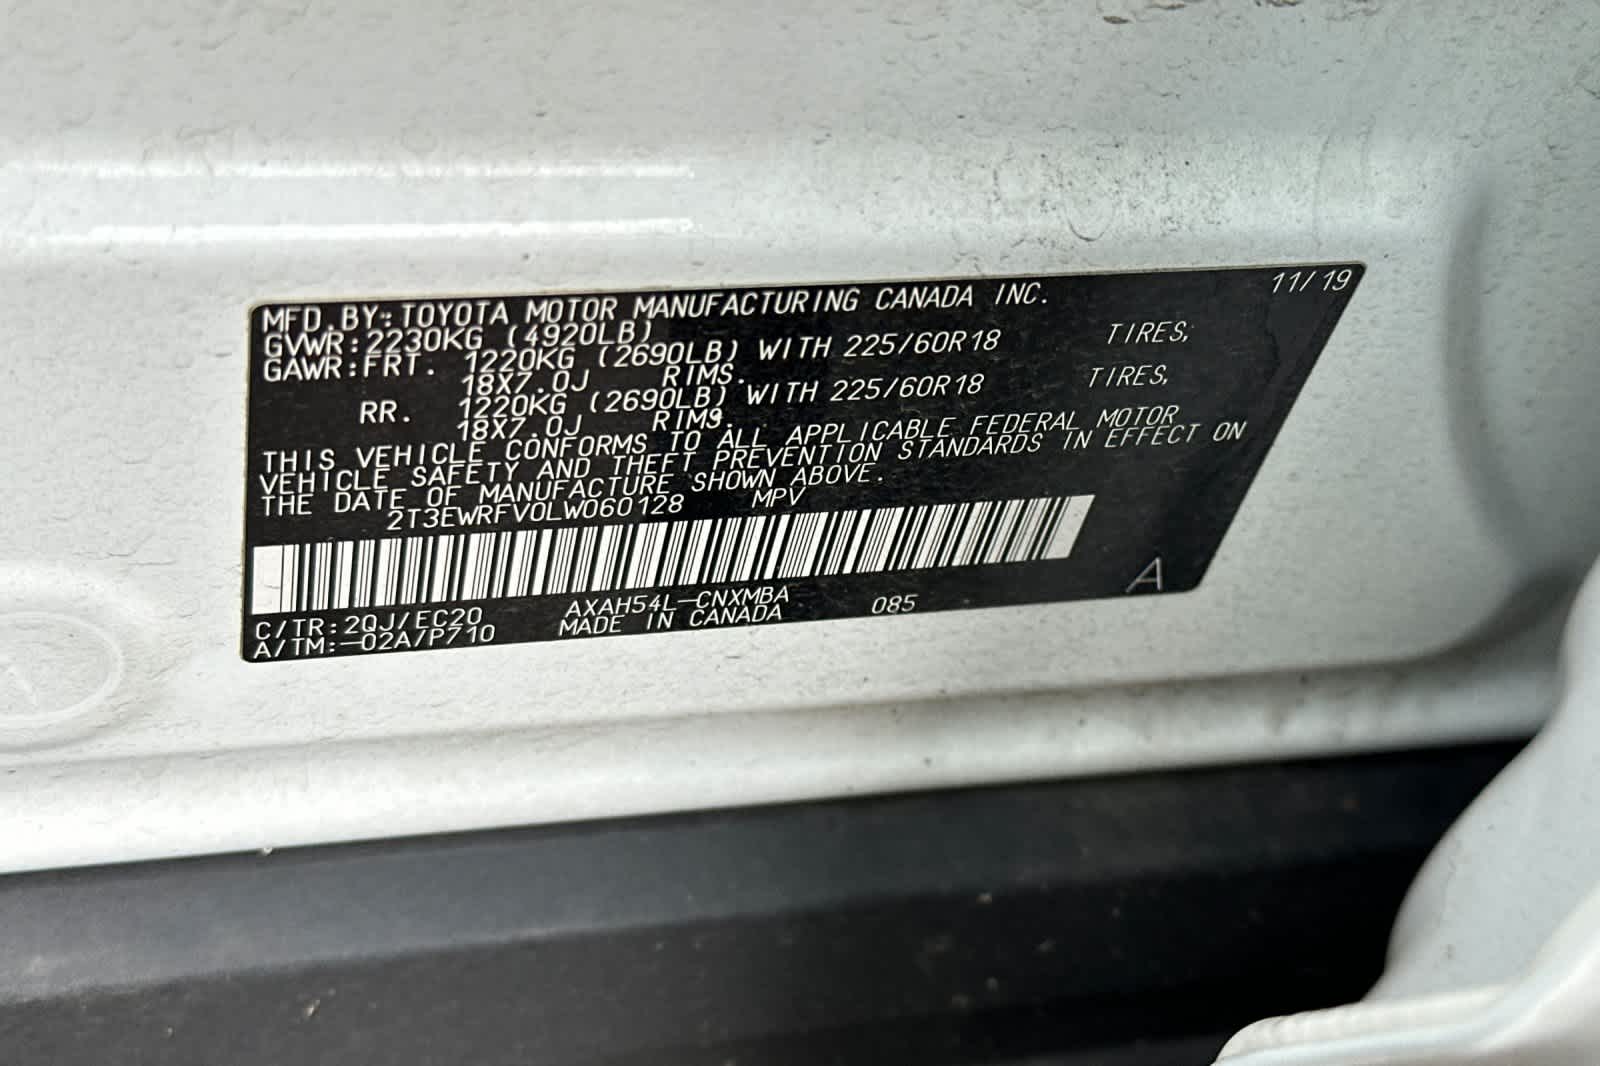 11/19
MFD.BY:TOYOTA MOTOR MANUFACTURING CANADA INC.
GVWR:2230KG (4920LB)
GAWR:FRT. 1220KG (2690LB) WITH 225/60R18 TIRES,
18X7.0J RIMS.
RR. 1220KG (2690LB) WITH 225/60R18 TIRES,
18X7.0J RIMS.
THIS VEHICLE CONFORMS TO ALL APPLICABLE FEDERAL MOTOR
VEHICLE SAFETY AND THEFT PREVENTION STANDARDS IN EFFECT ON
THE DATE OF MANUFACTURE SHOWN ABOVE.
2T3EWRFV0LW060128 MPV
C/TR:2QJ/EC20 AXAH54L-CNXMBA 085 A
A/TM:-02A/P710 MADE IN CANADA